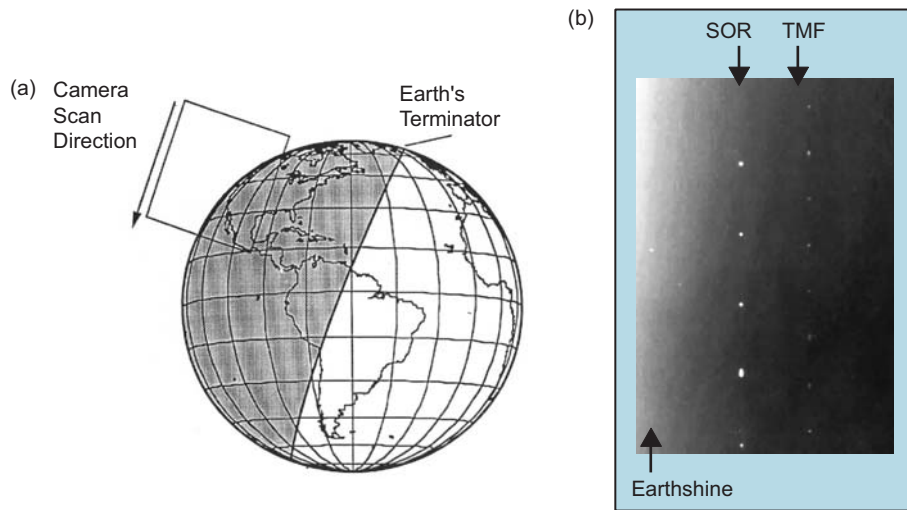 (a)
Camera
Scan
Direction
Earth's
Terminator
(b)
SOR
TMF
Earthshine